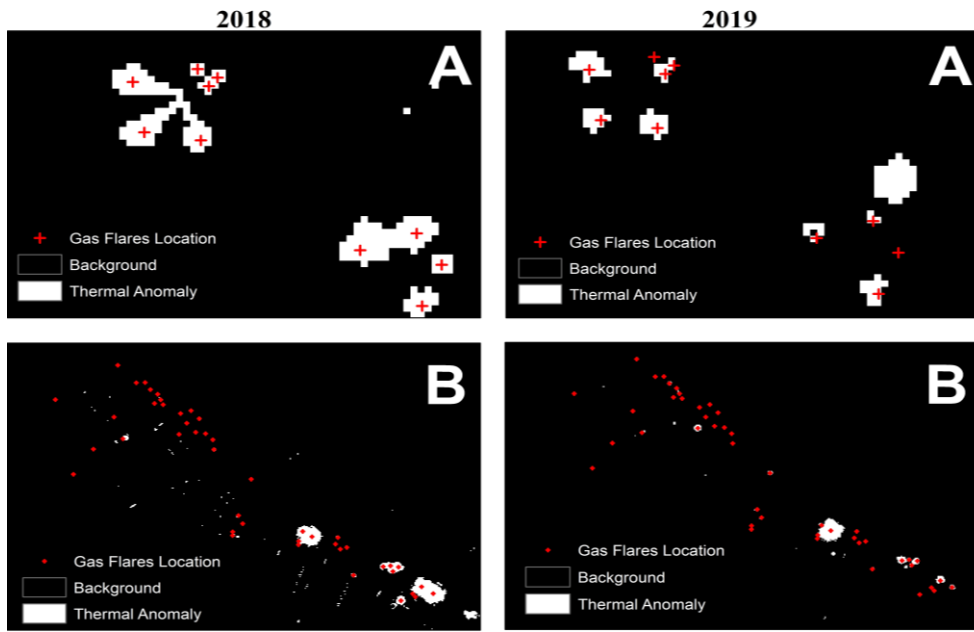 2018
2019
A
Gas Flares Location
Background
Thermal Anomaly
A
Gas Flares Location
Background
Thermal Anomaly
B
Gas Flares Location
Background
Thermal Anomaly
B
Gas Flares Location
Background
Thermal Anomaly